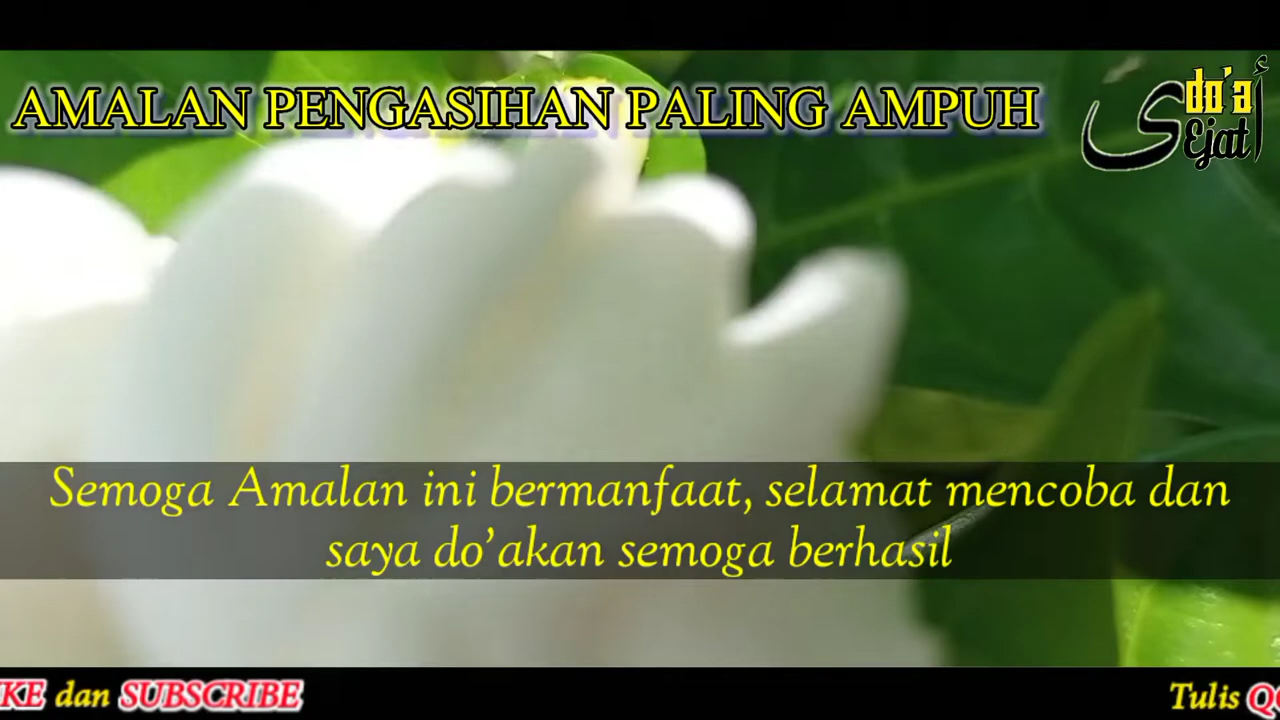 AMALAN PENGASIHAN PALING AMPUH
do'a
Ejat
Semoga Amalan ini bermanfaat, selamat mencoba dan
saya do'akan semoga berhasil
dan SUBSCRIBE
Tulis